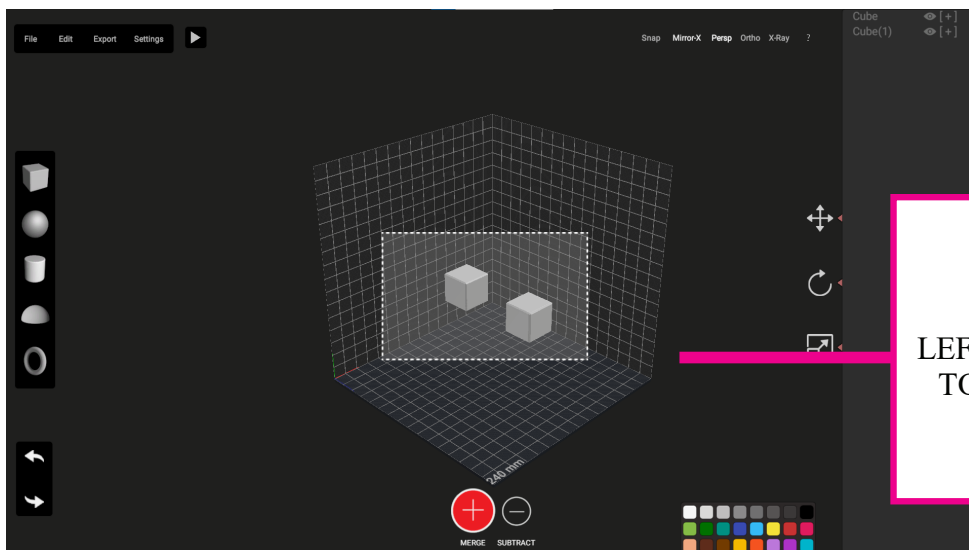 Cube [+]
Cube(1) [+]
File Edit Export Settings
Snap Mirror-X Persp Ortho X-Ray ?
240 mm
MERGE SUBTRACT